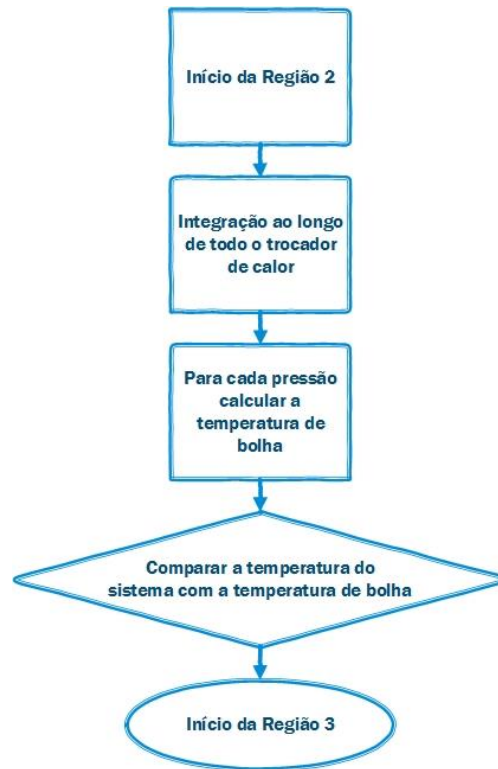 Início da Região 2
Integração ao longo
de todo o trocador
de calor
Para cada pressão
calcular a
temperatura de
bolha
Comparar a temperatura do
sistema com a temperatura de bolha
Início da Região 3